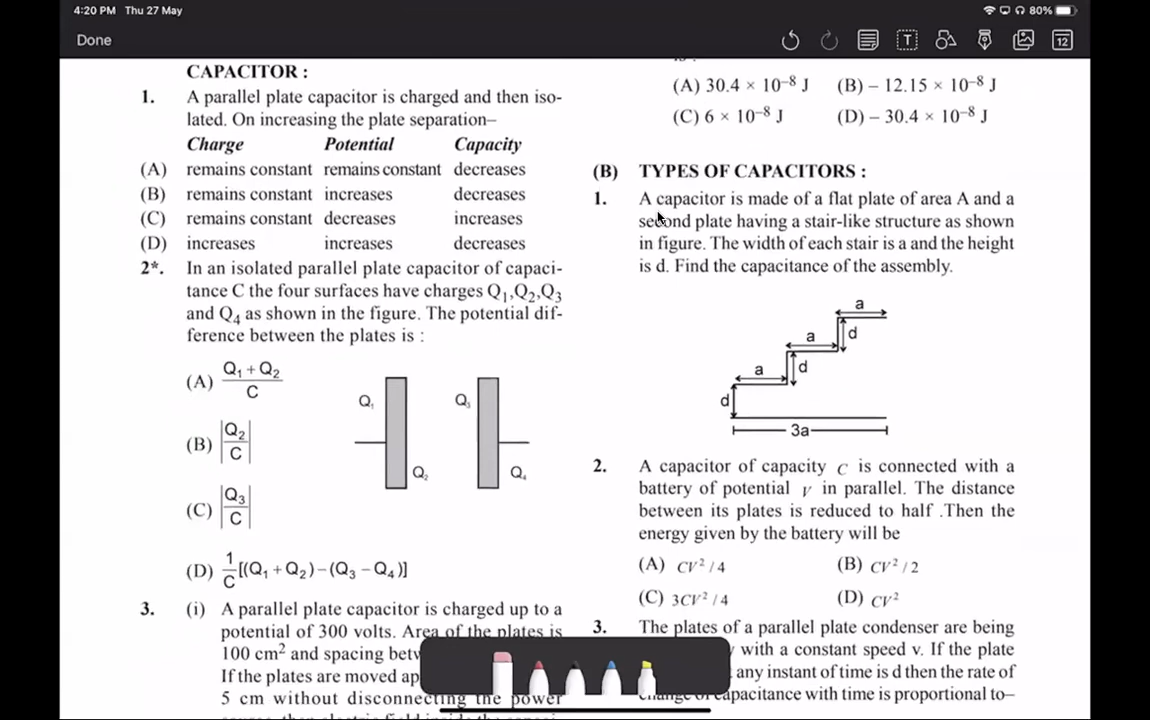 4:20 PM Thu 27 May
80%
Done
T
12
CAPACITOR :
1. A parallel plate capacitor is charged and then iso-
lated. On increasing the plate separation–
Charge Potential Capacity
(A) remains constant remains constant decreases
(B) remains constant increases decreases
(C) remains constant decreases increases
(D) increases increases decreases
2*. In an isolated parallel plate capacitor of capaci-
tance C the four surfaces have charges Q₁,Q₂,Q₃
and Q₄ as shown in the figure. The potential dif-
ference between the plates is :
(A) (Q₁ + Q₂)/C
(B) |Q₂/C|
(C) |Q₃/C|
(D) 1/C [(Q₁ + Q₂) – (Q₃ – Q₄)]
Q₁ Q₃
Q₂ Q₄
3. (i) A parallel plate capacitor is charged up to a
potential of 300 volts. Area of the plates is
100 cm² and spacing
If the plates are moved
5 cm without disconnecting the power
(A) 30.4 × 10⁻⁸ J (B) – 12.15 × 10⁻⁸ J
(C) 6 × 10⁻⁸ J (D) – 30.4 × 10⁻⁸ J
(B) TYPES OF CAPACITORS :
1. A capacitor is made of a flat plate of area A and a
second plate having a stair-like structure as shown
in figure. The width of each stair is a and the height
is d. Find the capacitance of the assembly.
a
a d
a d
d
3a
2. A capacitor of capacity C is connected with a
battery of potential V in parallel. The distance
between its plates is reduced to half .Then the
energy given by the battery will be
(A) CV² / 4 (B) CV² / 2
(C) 3CV² / 4 (D) CV²
3. The plates of a parallel plate condenser are being
with a constant speed v. If the plate
any instant of time is d then the rate of
change of capacitance with time is proportional to–